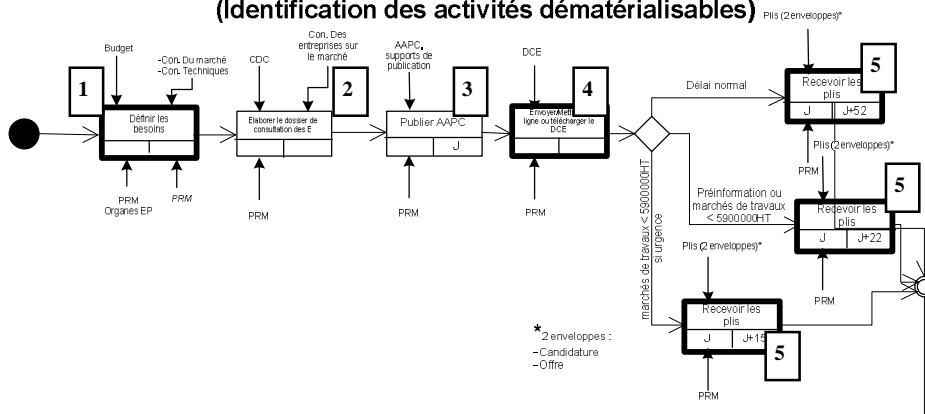 (Identification des activités dématérialisables)
Plis (2 enveloppes)*
Budget
-Con. Du marché
-Con. Techniques
1
Définir les
besoins
PRM
Organes EP
PRM
CDC
Con. Des
entreprises sur
le marché
2
Elaborer le dossier de
consultation des E
PRM
AAPC,
supports de
publication
3
Publier AAPC
J
PRM
DCE
4
Envoyer/Mett
ligne ou télécharger le
DCE
PRM
Délai normal
5
Recevoir les
plis
J
J+52
PRM
Plis (2 enveloppes)*
Préinformation ou
marchés de travaux
< 5900000HT
5
Recevoir les
plis
J
J+22
PRM
marchés de travaux < 5900000HT
si urgence
Plis (2 enveloppes)*
Recevoir les
plis
J
J+15
5
PRM
*2 enveloppes :
-Candidature
-Offre